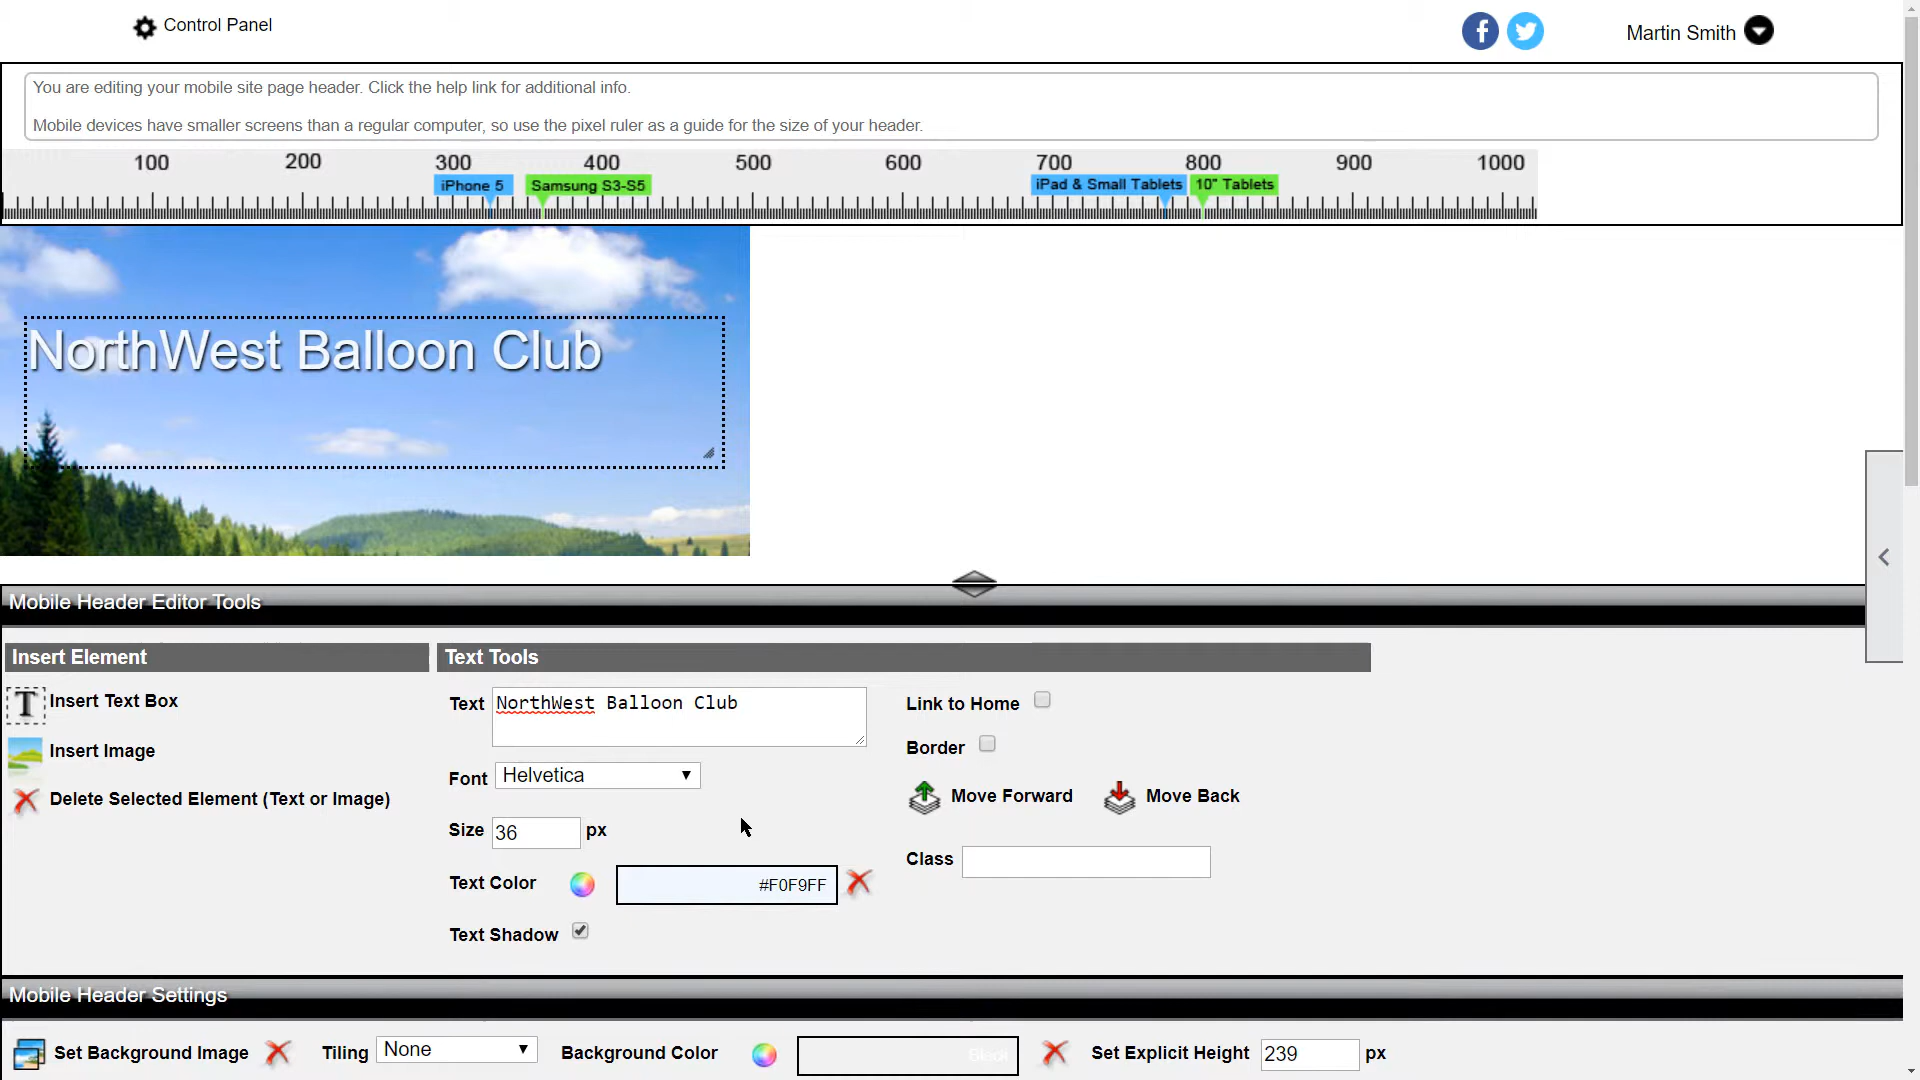 Control Panel
Martin Smith
You are editing your mobile site page header. Click the help link for additional info.
Mobile devices have smaller screens than a regular computer, so use the pixel ruler as a guide for the size of your header.
100 200 300 400 500 600 700 800 900 1000
iPhone 5 Samsung S3-S5 iPad & Small Tablets 10" Tablets
NorthWest Balloon Club
Mobile Header Editor Tools
Insert Element
Text Tools
T Insert Text Box
Insert Image
Delete Selected Element (Text or Image)
Text NorthWest Balloon Club
Font Helvetica
Size 36 px
Text Color #F0F9FF
Text Shadow
Link to Home
Border
Move Forward Move Back
Class
Mobile Header Settings
Set Background Image Tiling None Background Color Black Set Explicit Height 239 px